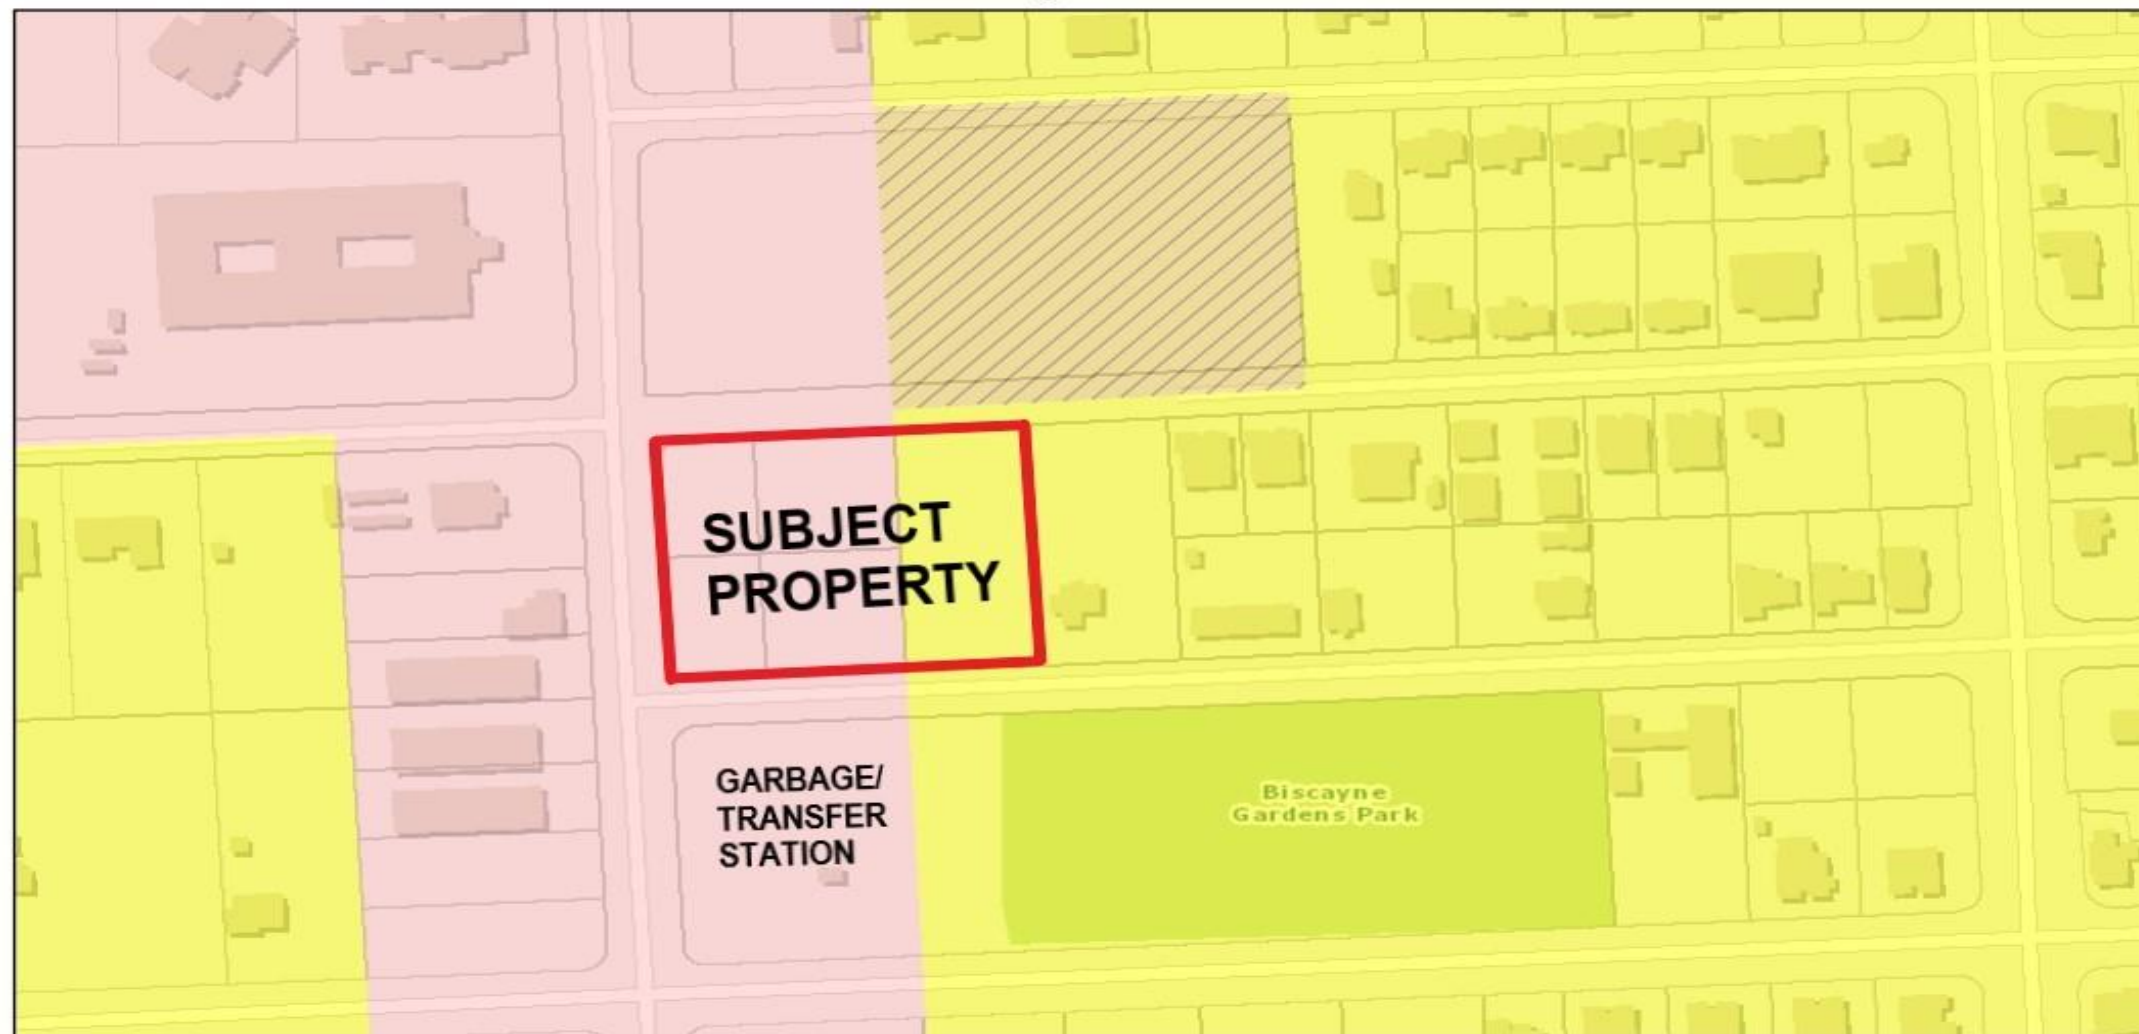 SUBJECT
PROPERTY
GARBAGE/
TRANSFER
STATION
Biscayne
Gardens Park